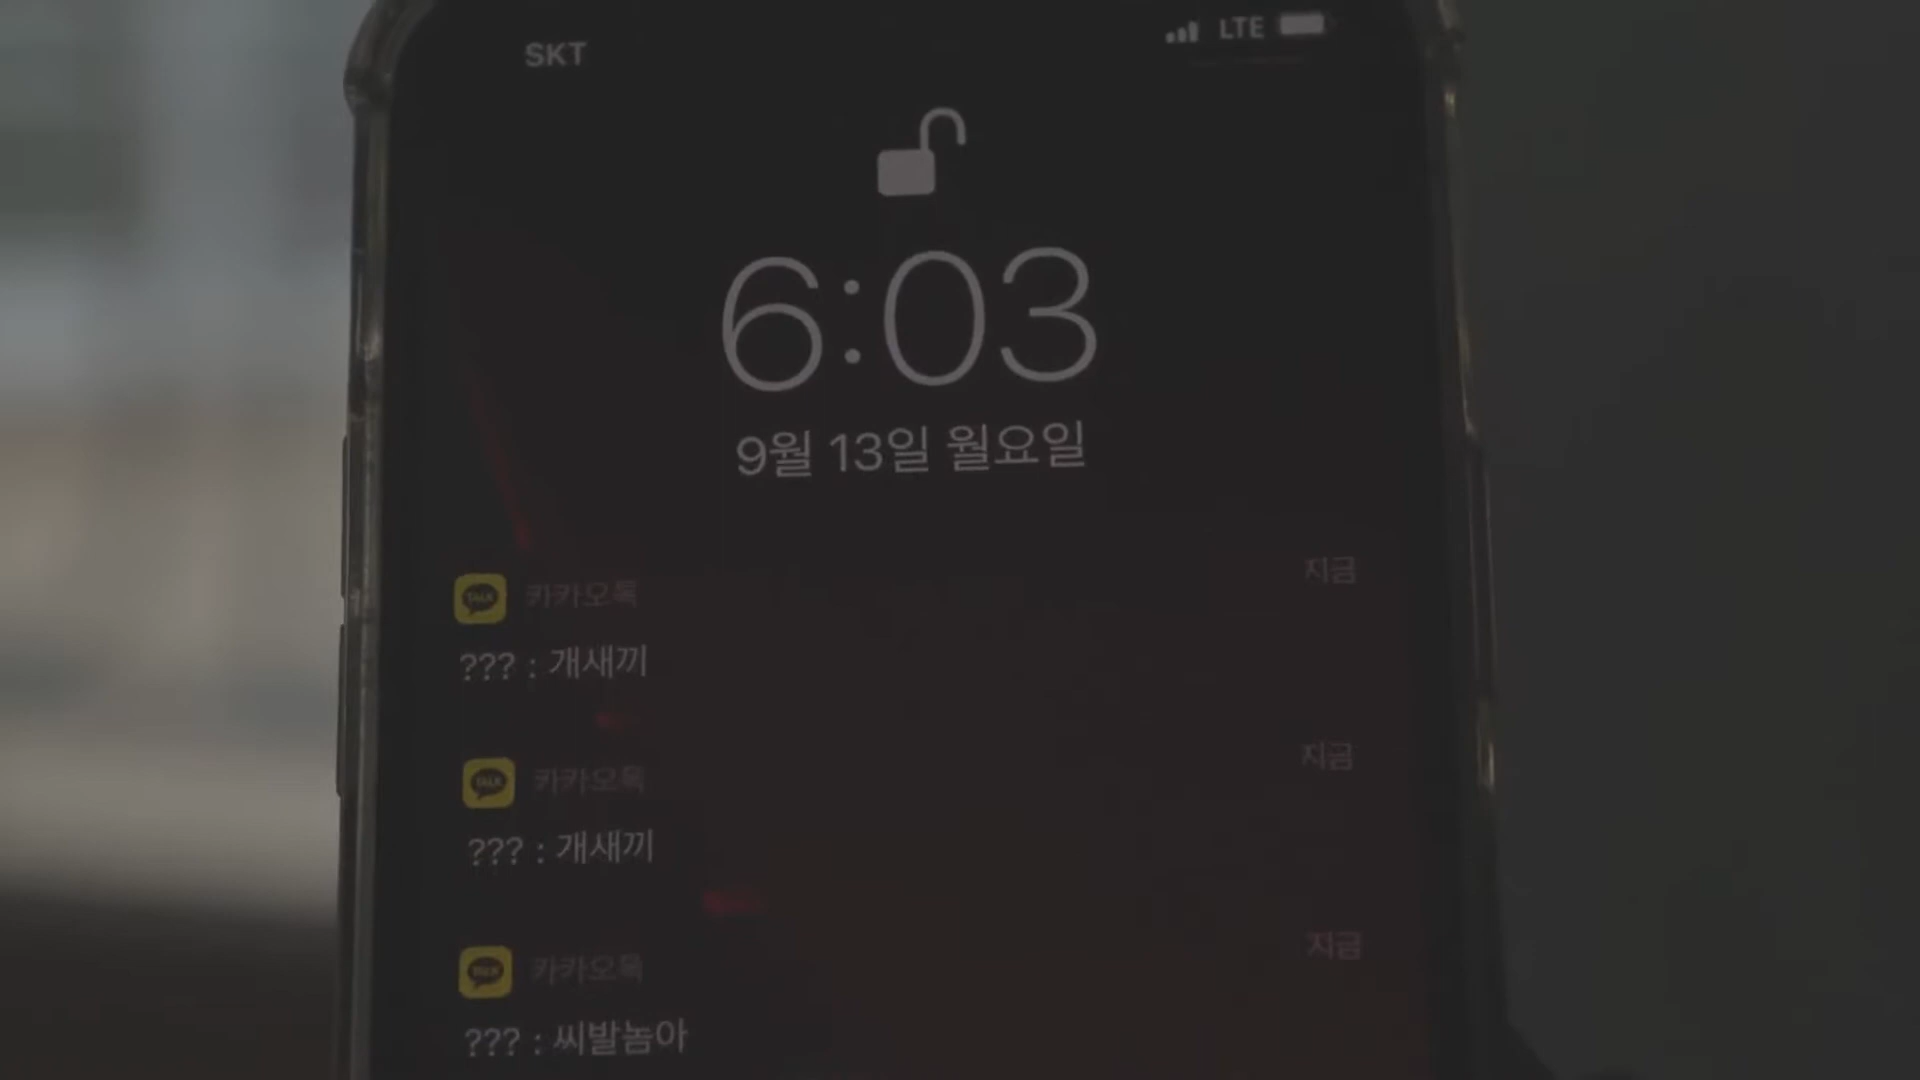 SKT
LTE
6:03
9월 13일 월요일
카카오톡
지금
??? : 개새끼
카카오톡
지금
??? : 개새끼
카카오톡
지금
??? : 씨발놈아